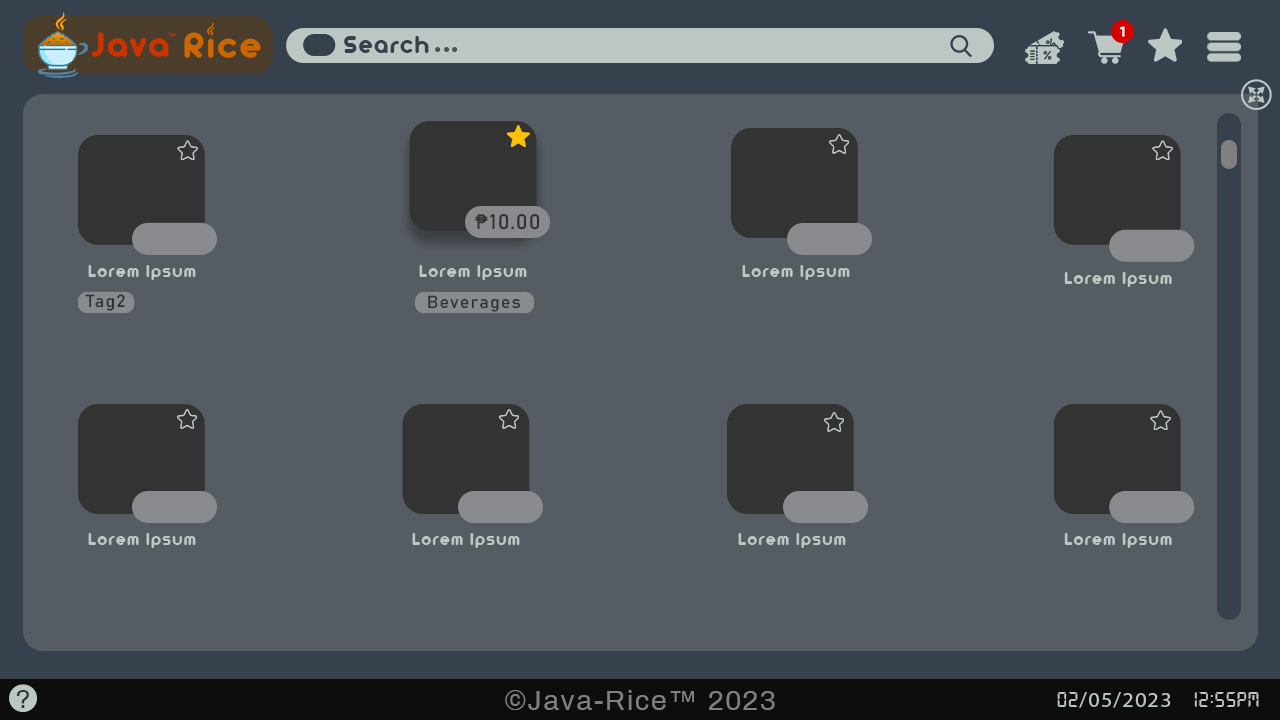 Java™ Rice
Search ...
1
%
%
₱10.00
Lorem Ipsum
Lorem Ipsum
Lorem Ipsum
Lorem Ipsum
Tag2
Beverages
Lorem Ipsum
Lorem Ipsum
Lorem Ipsum
Lorem Ipsum
?
©Java-Rice™ 2023
02/05/2023 12:55PM